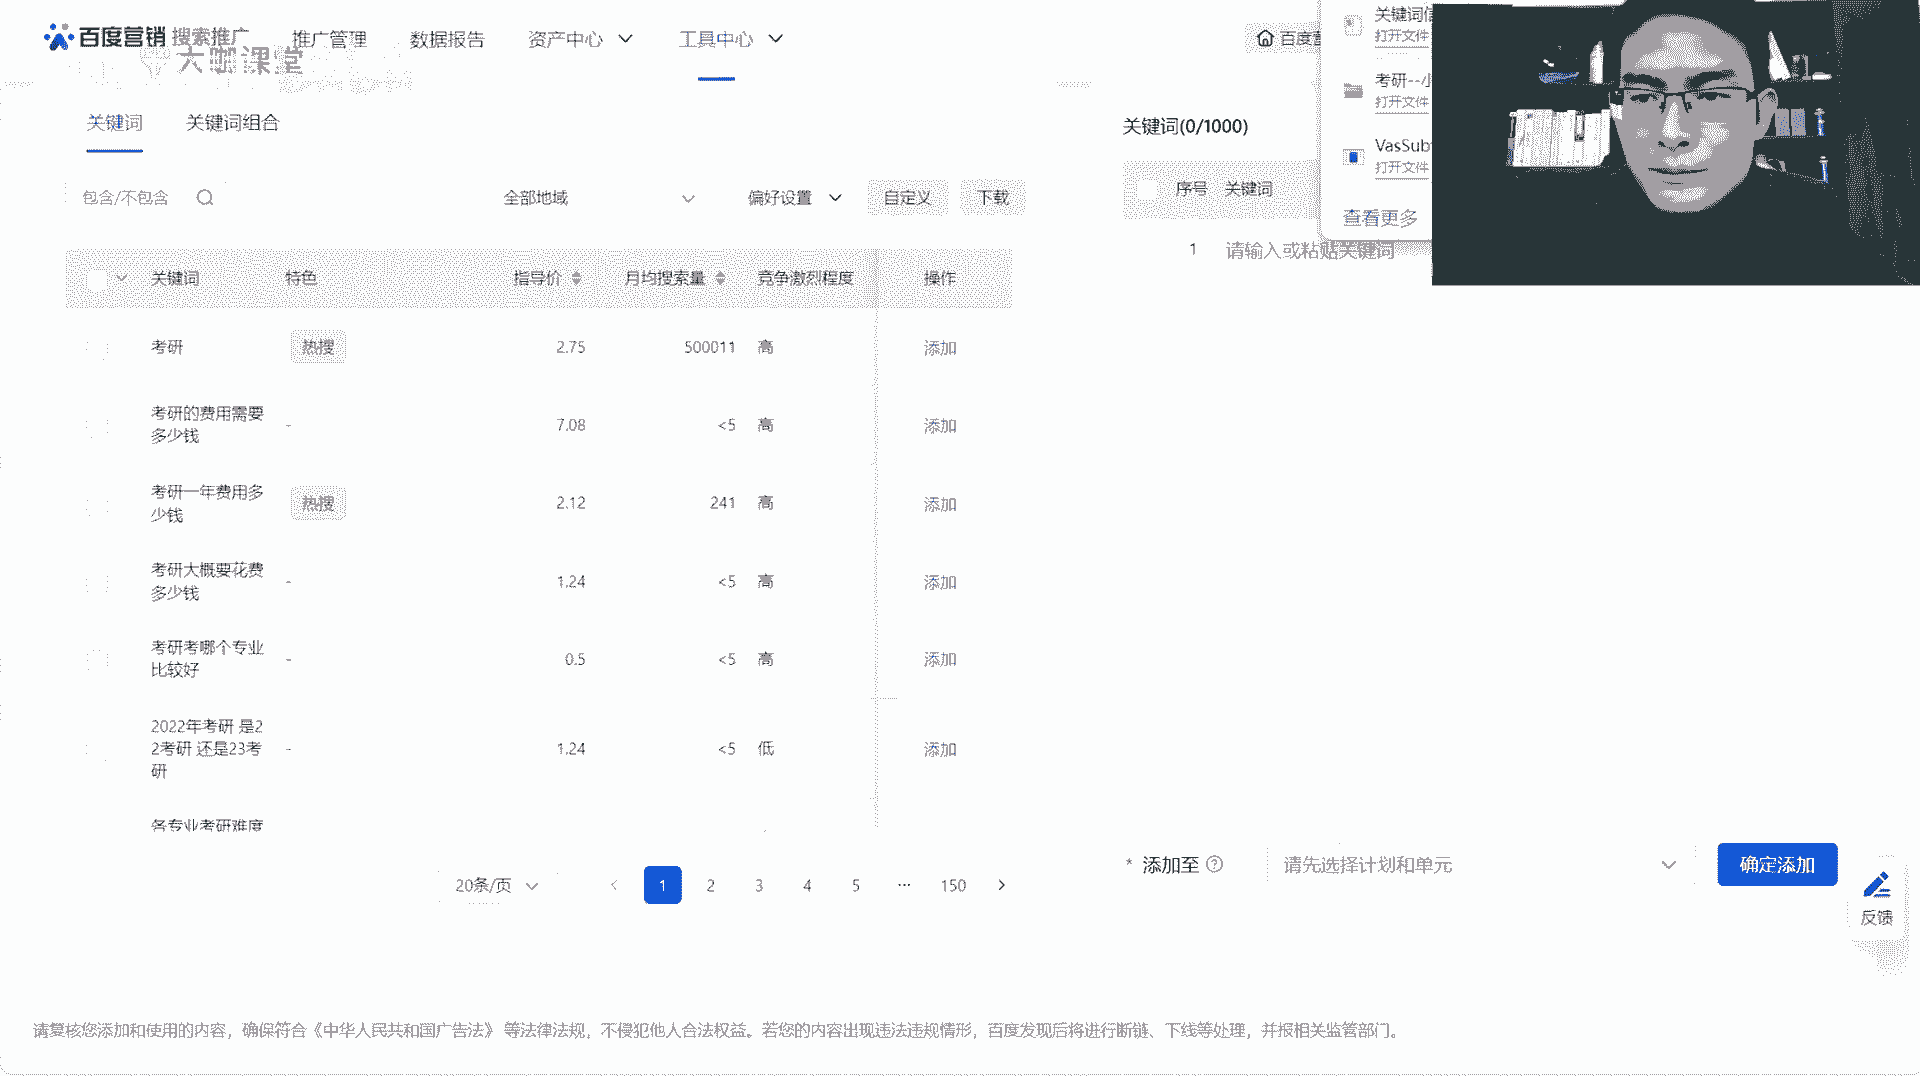 百度营销 搜索推广
大咖课堂
推广管理
数据报告
资产中心
工具中心
关键词
关键词组合
包含/不包含
全部地域
偏好设置
自定义
下载
关键词 特色 指导价 月均搜索量 竞争激烈程度 操作
考研 热搜 2.75 500011 高 添加
考研的费用需要
多少钱
- 7.08 <5 高 添加
考研一年费用多
少钱
热搜 2.12 241 高 添加
考研大概要花费
多少钱
- 1.24 <5 高 添加
考研考哪个专业
比较好
- 0.5 <5 高 添加
2022年考研 是2
2考研 还是23考
研
- 1.24 <5 低 添加
各专业考研难度
20条/页 1 2 3 4 5 ··· 150
关键词(0/1000)
序号 关键词
1 请输入或粘贴关键词
百度营
关键词信
打开文件
考研--小
打开文件
VasSub
打开文件
查看更多
* 添加至 请先选择计划和单元
确定添加
反馈
请复核您添加和使用的内容，确保符合《中华人民共和国广告法》 等法律法规，不侵犯他人合法权益。若您的内容出现违法违规情形，百度发现后将进行断链、下线等处理，并报相关监管部门。